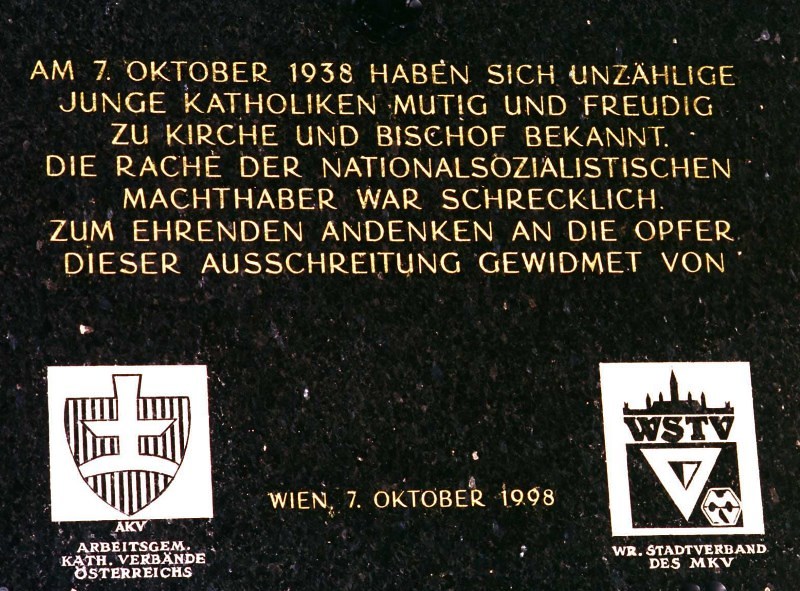 AM 7. OKTOBER 1938 HABEN SICH UNZÄHLIGE
JUNGE KATHOLIKEN MUTIG UND FREUDIG
ZU KIRCHE UND BISCHOF BEKANNT.
DIE RACHE DER NATIONALSOZIALISTISCHEN
MACHTHABER WAR SCHRECKLICH.
ZUM EHRENDEN ANDENKEN AN DIE OPFER
DIESER AUSSCHREITUNG GEWIDMET VON
WSTV
WIEN, 7. OKTOBER 1998
AKV
ARBEITSGEM.
KATH. VERBÄNDE
ÖSTERREICHS
WR. STADTVERBAND
DES MKV